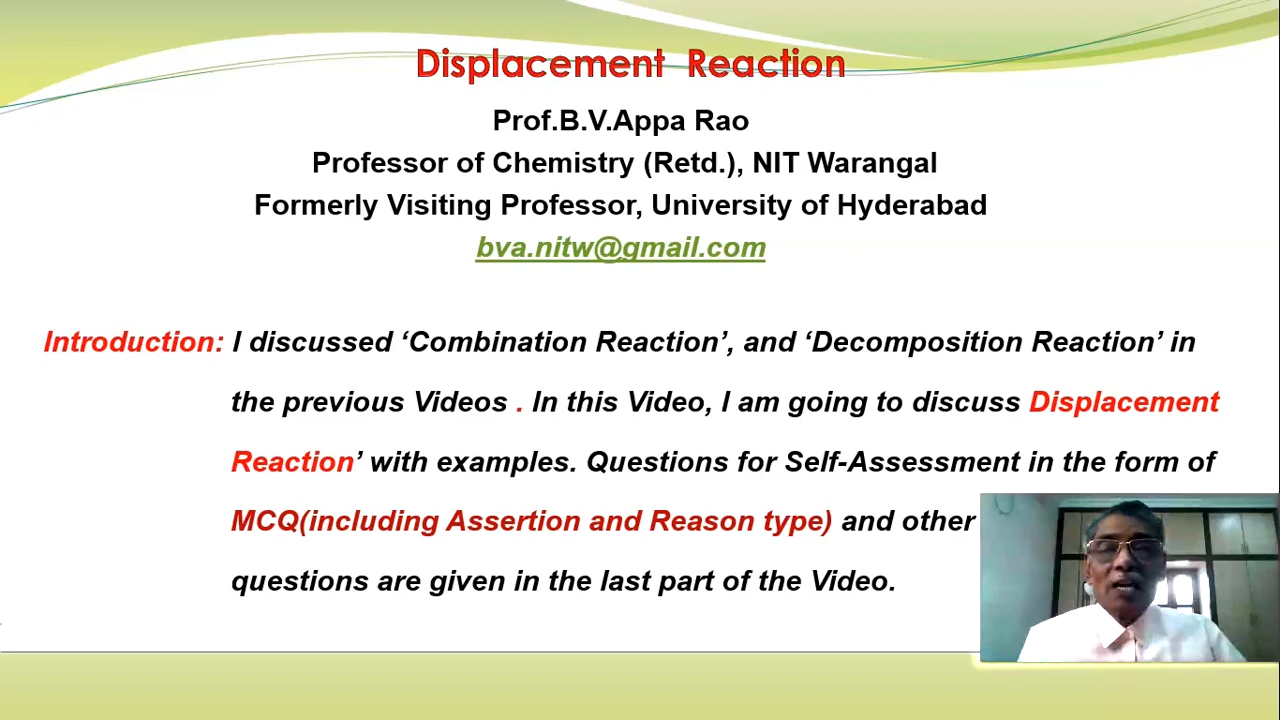 Displacement Reaction
Prof.B.V.Appa Rao
Professor of Chemistry (Retd.), NIT Warangal
Formerly Visiting Professor, University of Hyderabad
bva.nitw@gmail.com
Introduction: I discussed ‘Combination Reaction’, and ‘Decomposition Reaction’ in
the previous Videos . In this Video, I am going to discuss Displacement
Reaction’ with examples. Questions for Self-Assessment in the form of
MCQ(including Assertion and Reason type) and other
questions are given in the last part of the Video.